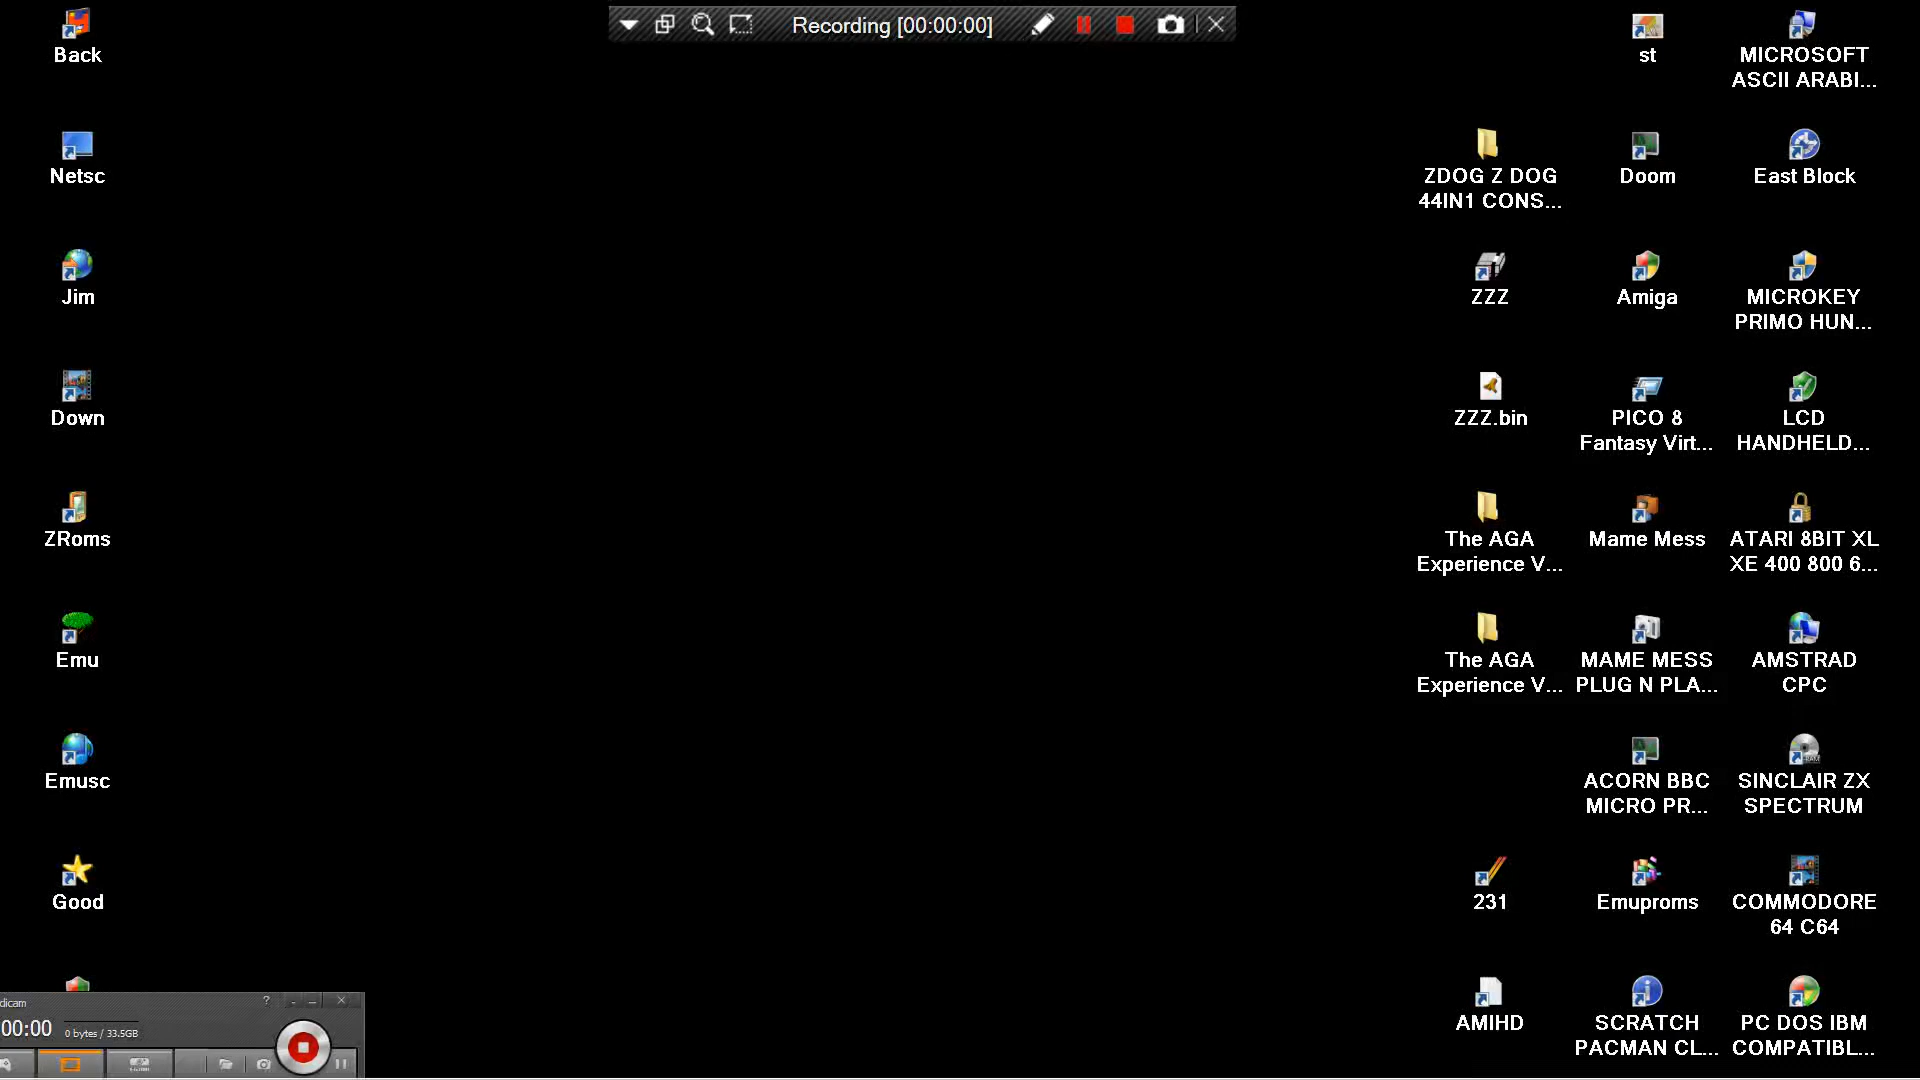 Recording [00:00:00]
Back
Netsc
Jim
Down
ZRoms
Emu
Emusc
Good
st
MICROSOFT
ASCII ARABI...
ZDOG Z DOG
44IN1 CONS...
Doom
East Block
ZZZ
Amiga
MICROKEY
PRIMO HUN...
ZZZ.bin
PICO 8
Fantasy Virt...
LCD
HANDHELD...
The AGA
Experience V...
Mame Mess
ATARI 8BIT XL
XE 400 800 6...
The AGA
Experience V...
MAME MESS
PLUG N PLA...
AMSTRAD
CPC
ACORN BBC
MICRO PR...
SINCLAIR ZX
SPECTRUM
231
Emuproms
COMMODORE
64 C64
AMIHD
SCRATCH
PACMAN CL...
PC DOS IBM
COMPATIBL...
dicam
00:00
0 bytes / 33.5GB